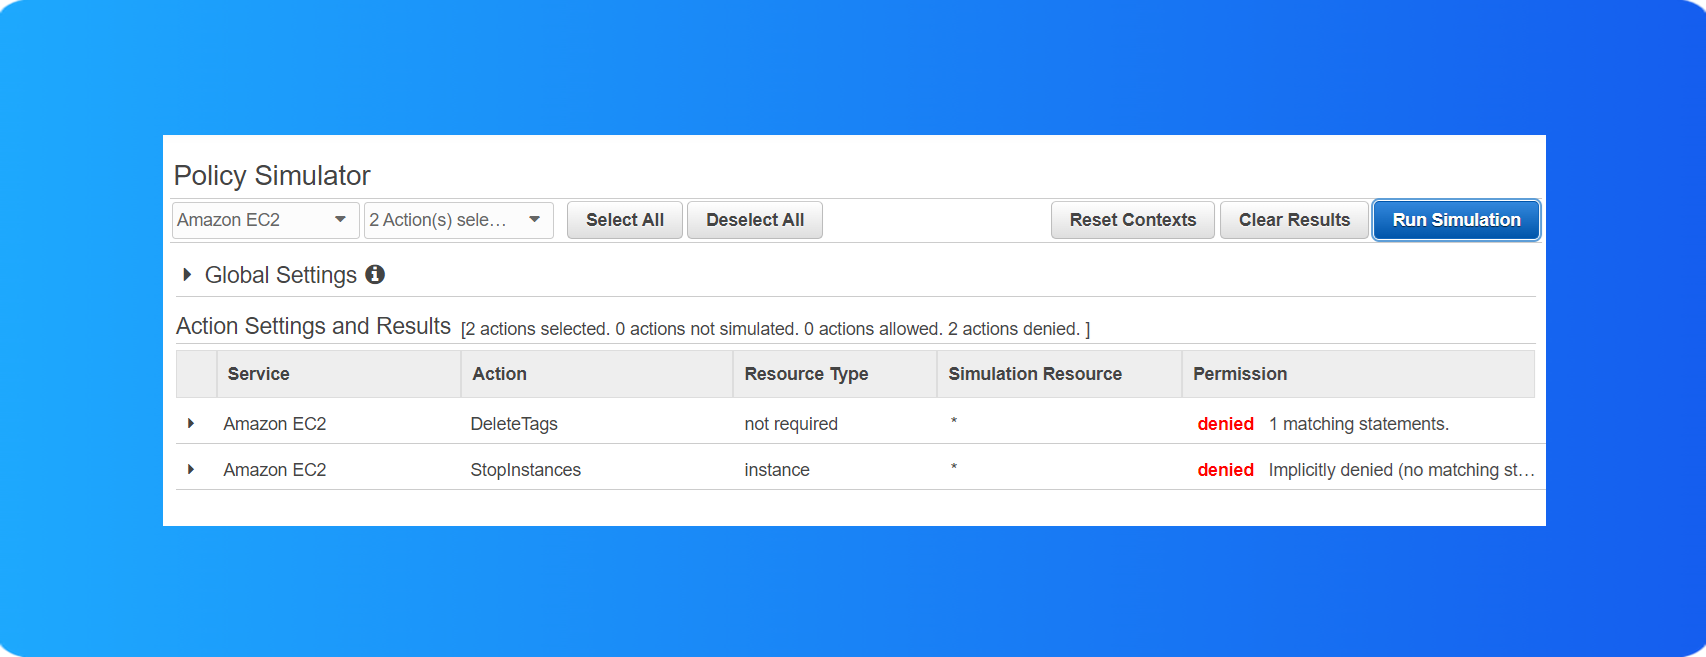 Policy Simulator
Amazon EC2 2 Action(s) sele... Select All Deselect All Reset Contexts Clear Results Run Simulation
Global Settings
Action Settings and Results [2 actions selected. 0 actions not simulated. 0 actions allowed. 2 actions denied. ]
Service Action Resource Type Simulation Resource Permission
Amazon EC2 DeleteTags not required * denied 1 matching statements.
Amazon EC2 StopInstances instance * denied Implicitly denied (no matching st...